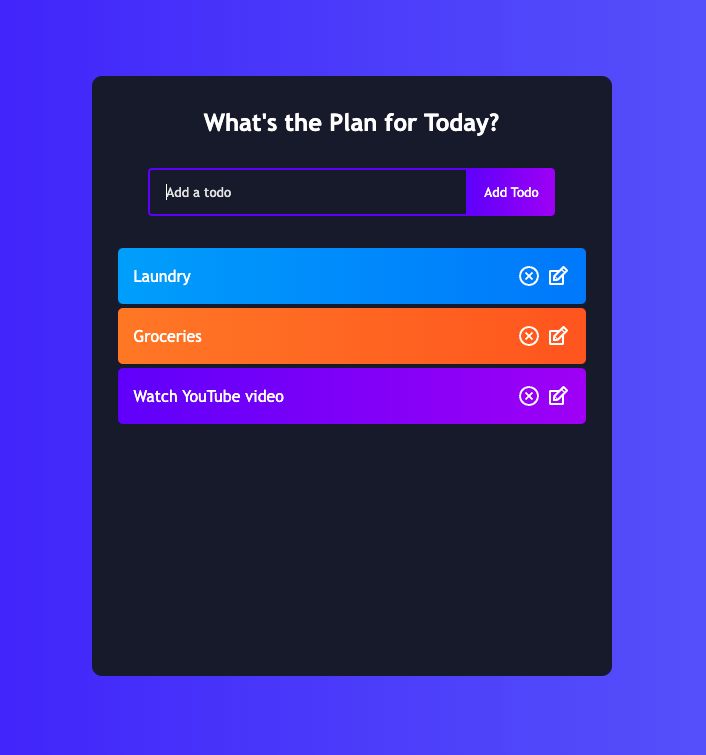 What's the Plan for Today?
Add a todo
Add Todo
Laundry
Groceries
Watch YouTube video